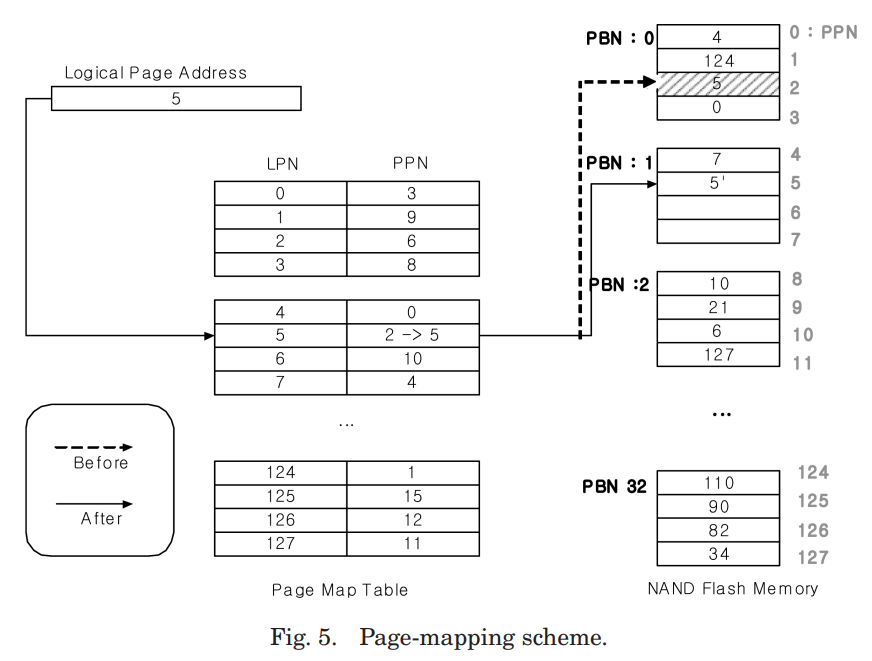 Logical Page Address
5
LPN PPN
0 3
1 9
2 6
3 8
4 0
5 2 -> 5
6 10
7 4
...
124 1
125 15
126 12
127 11
Page Map Table
Before
After
PBN : 0
4 0 : PPN
124 1
5 2
0 3
PBN : 1
7 4
5' 5
6
7
PBN :2
10 8
21 9
6 10
127 11
...
PBN 32
110 124
90 125
82 126
34 127
NAND Flash Memory
Fig. 5. Page-mapping scheme.